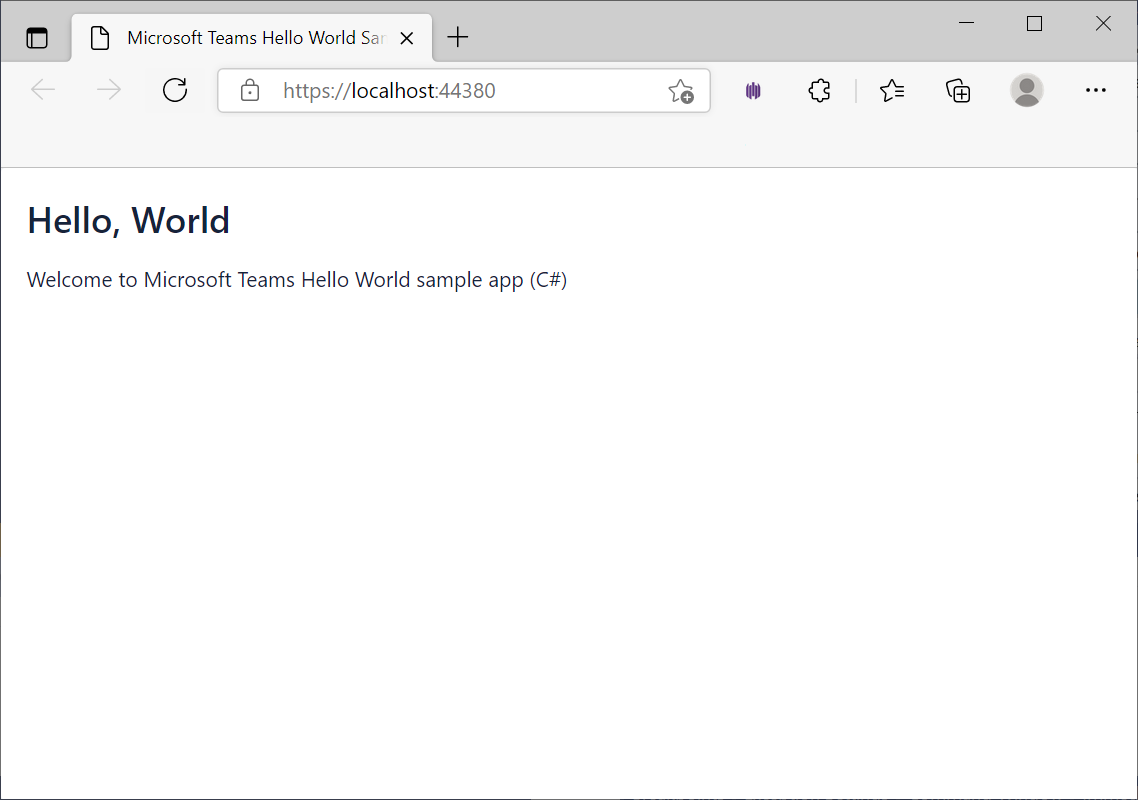 Microsoft Teams Hello World Sa
https://localhost:44380
Hello, World
Welcome to Microsoft Teams Hello World sample app (C#)